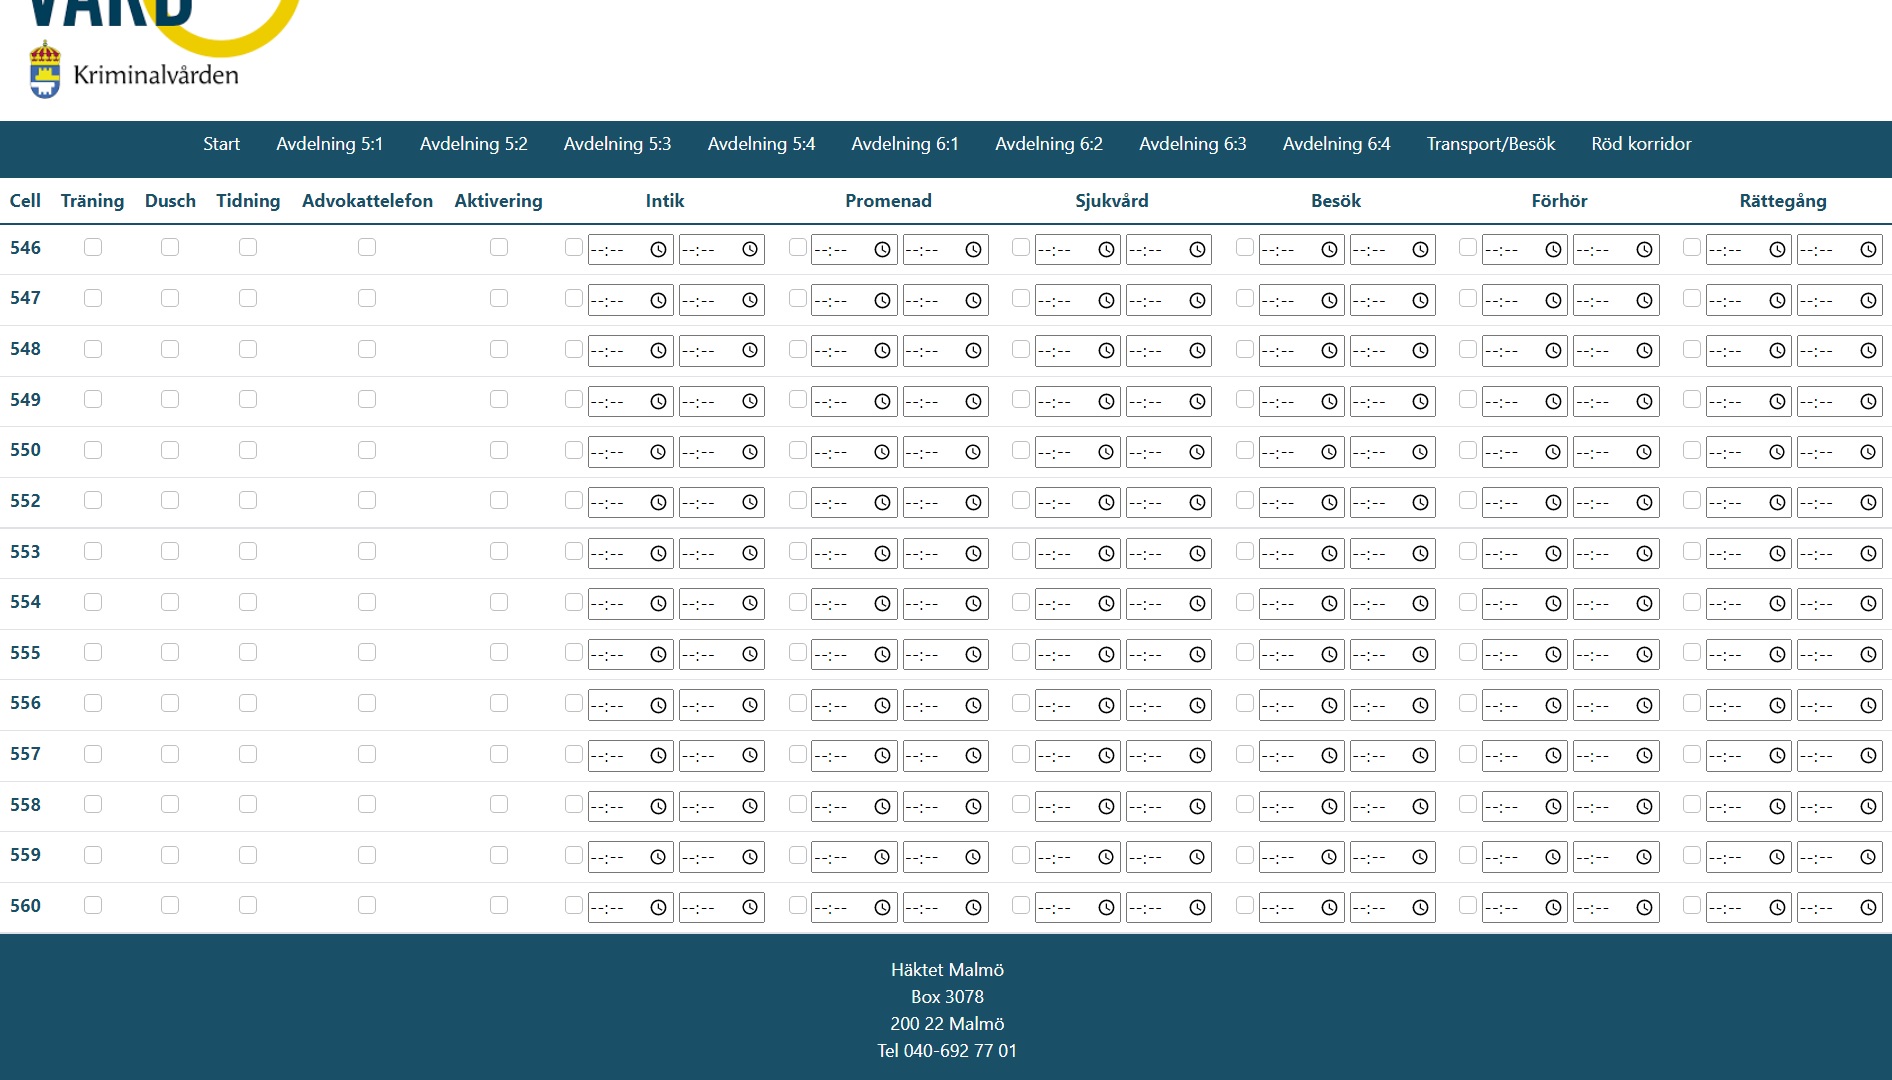 VÅRD
Kriminalvården
Start Avdelning 5:1 Avdelning 5:2 Avdelning 5:3 Avdelning 5:4 Avdelning 6:1 Avdelning 6:2 Avdelning 6:3 Avdelning 6:4 Transport/Besök Röd korridor
Cell Träning Dusch Tidning Advokattelefon Aktivering Intik Promenad Sjukvård Besök Förhör Rättegång
546 --:-- --:-- --:-- --:-- --:-- --:-- --:-- --:-- --:-- --:-- --:-- --:--
547 --:-- --:-- --:-- --:-- --:-- --:-- --:-- --:-- --:-- --:-- --:-- --:--
548 --:-- --:-- --:-- --:-- --:-- --:-- --:-- --:-- --:-- --:-- --:-- --:--
549 --:-- --:-- --:-- --:-- --:-- --:-- --:-- --:-- --:-- --:-- --:-- --:--
550 --:-- --:-- --:-- --:-- --:-- --:-- --:-- --:-- --:-- --:-- --:-- --:--
552 --:-- --:-- --:-- --:-- --:-- --:-- --:-- --:-- --:-- --:-- --:-- --:--
553 --:-- --:-- --:-- --:-- --:-- --:-- --:-- --:-- --:-- --:-- --:-- --:--
554 --:-- --:-- --:-- --:-- --:-- --:-- --:-- --:-- --:-- --:-- --:-- --:--
555 --:-- --:-- --:-- --:-- --:-- --:-- --:-- --:-- --:-- --:-- --:-- --:--
556 --:-- --:-- --:-- --:-- --:-- --:-- --:-- --:-- --:-- --:-- --:-- --:--
557 --:-- --:-- --:-- --:-- --:-- --:-- --:-- --:-- --:-- --:-- --:-- --:--
558 --:-- --:-- --:-- --:-- --:-- --:-- --:-- --:-- --:-- --:-- --:-- --:--
559 --:-- --:-- --:-- --:-- --:-- --:-- --:-- --:-- --:-- --:-- --:-- --:--
560 --:-- --:-- --:-- --:-- --:-- --:-- --:-- --:-- --:-- --:-- --:-- --:--
Häktet Malmö
Box 3078
200 22 Malmö
Tel 040-692 77 01